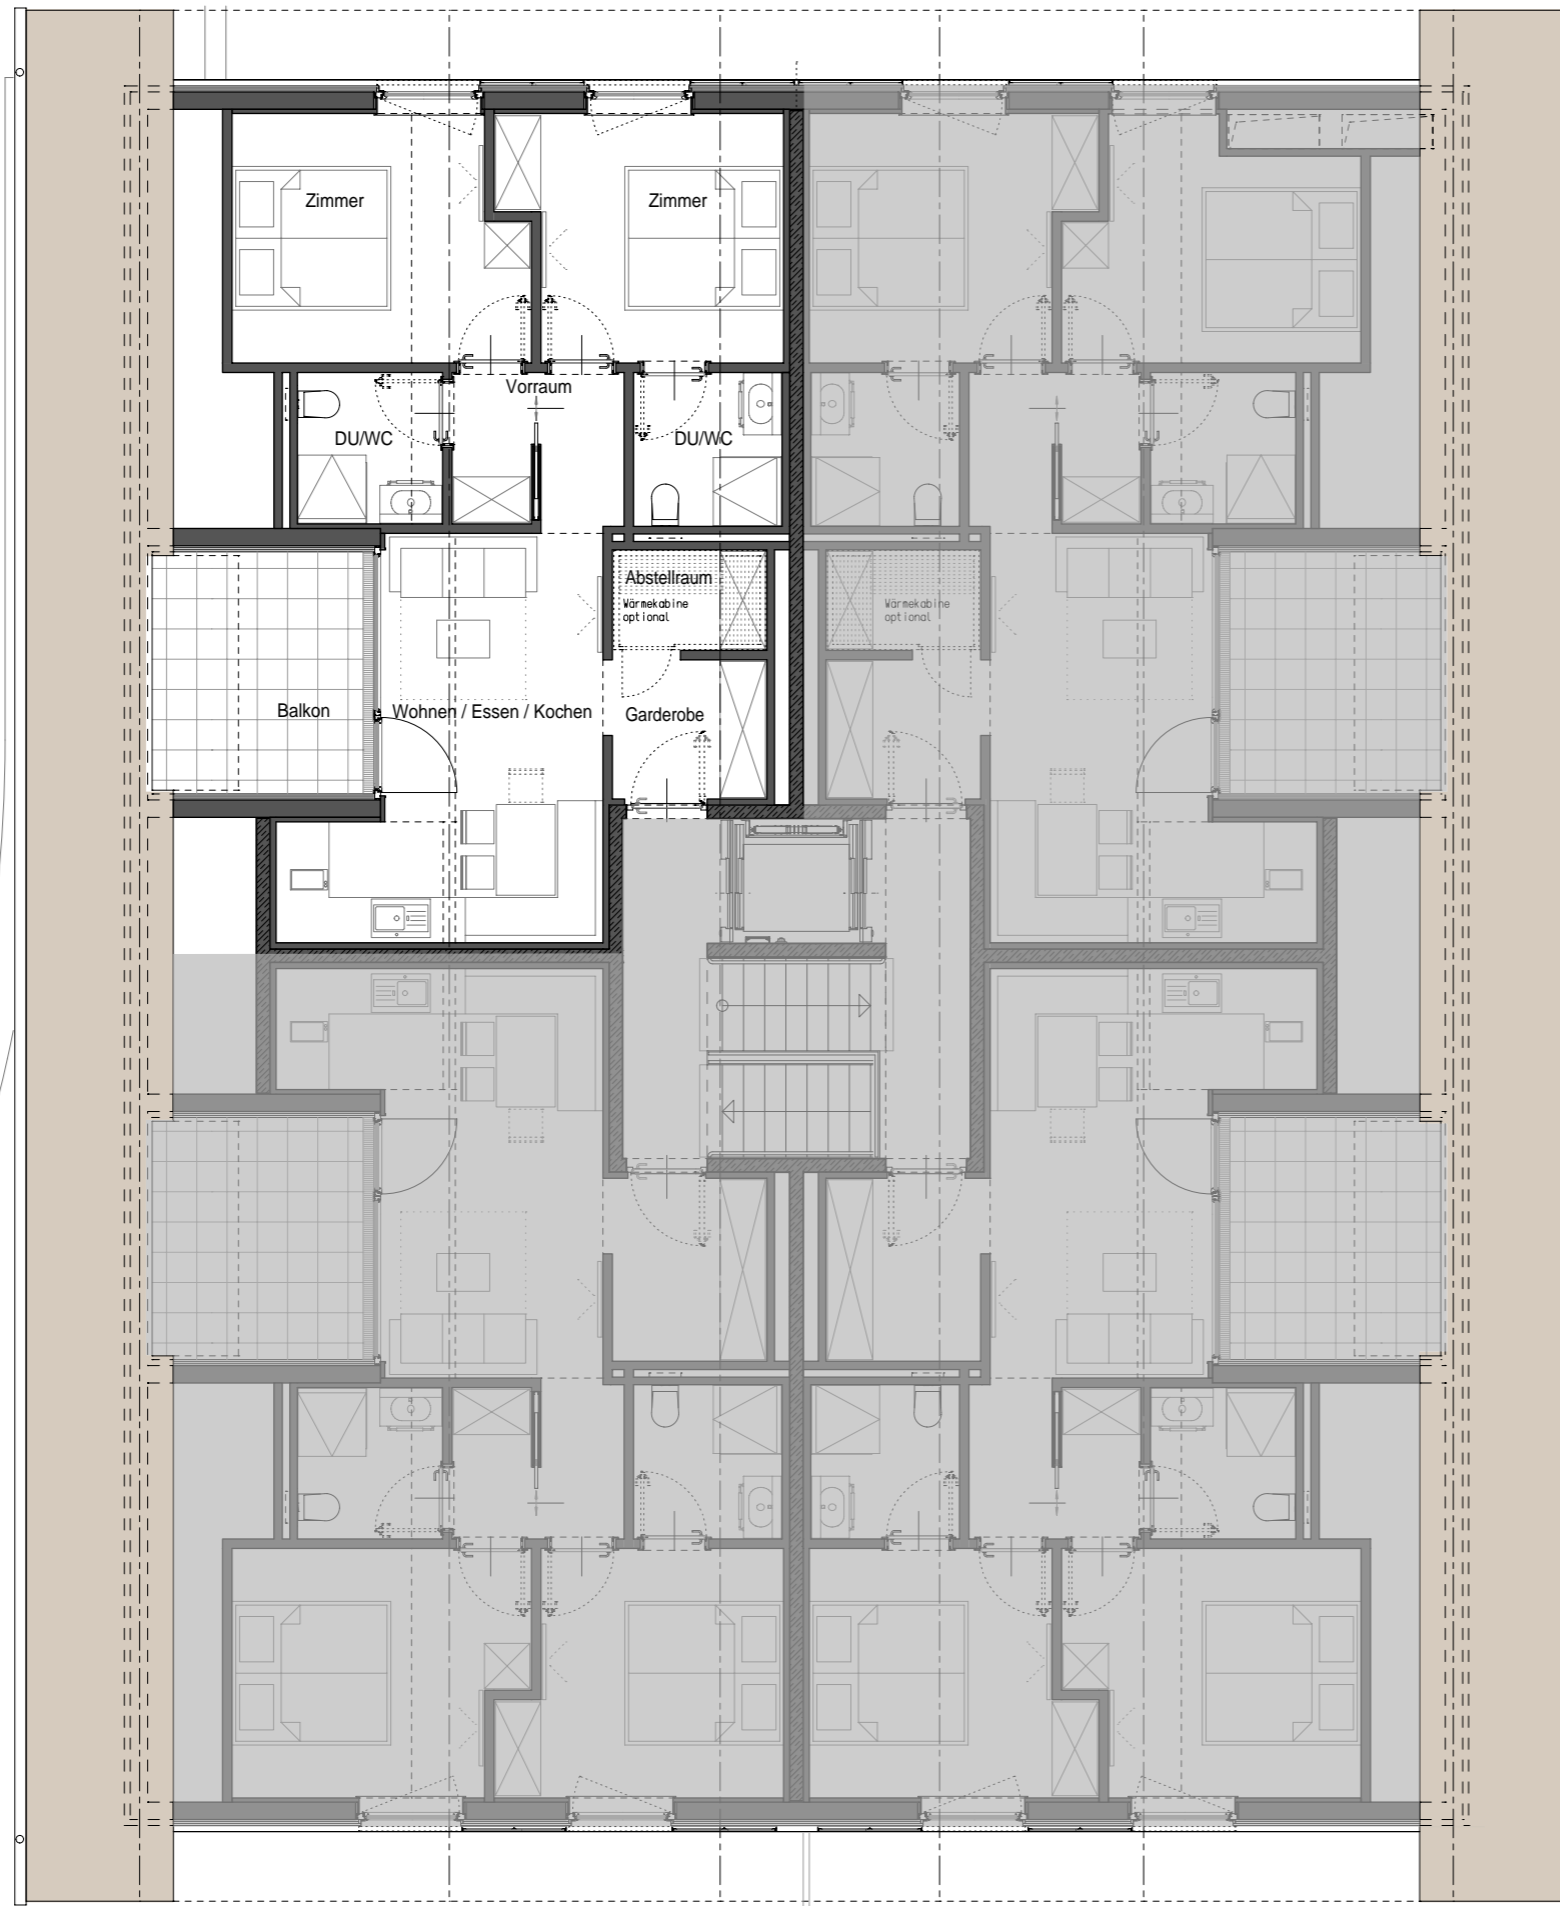 Zimmer
Zimmer
Vorraum
DU/WC
DU/WC
Abstellraum
Wärmekabine
optional
Wärmekabine
optional
Balkon
Wohnen / Essen / Kochen
Garderobe